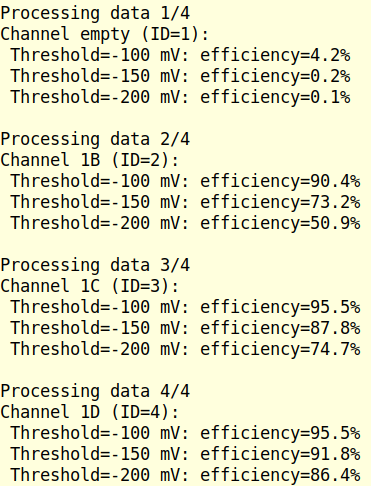 Processing data 1/4
Channel empty (ID=1):
Threshold=-100 mV: efficiency=4.2%
Threshold=-150 mV: efficiency=0.2%
Threshold=-200 mV: efficiency=0.1%

Processing data 2/4
Channel 1B (ID=2):
Threshold=-100 mV: efficiency=90.4%
Threshold=-150 mV: efficiency=73.2%
Threshold=-200 mV: efficiency=50.9%

Processing data 3/4
Channel 1C (ID=3):
Threshold=-100 mV: efficiency=95.5%
Threshold=-150 mV: efficiency=87.8%
Threshold=-200 mV: efficiency=74.7%

Processing data 4/4
Channel 1D (ID=4):
Threshold=-100 mV: efficiency=95.5%
Threshold=-150 mV: efficiency=91.8%
Threshold=-200 mV: efficiency=86.4%